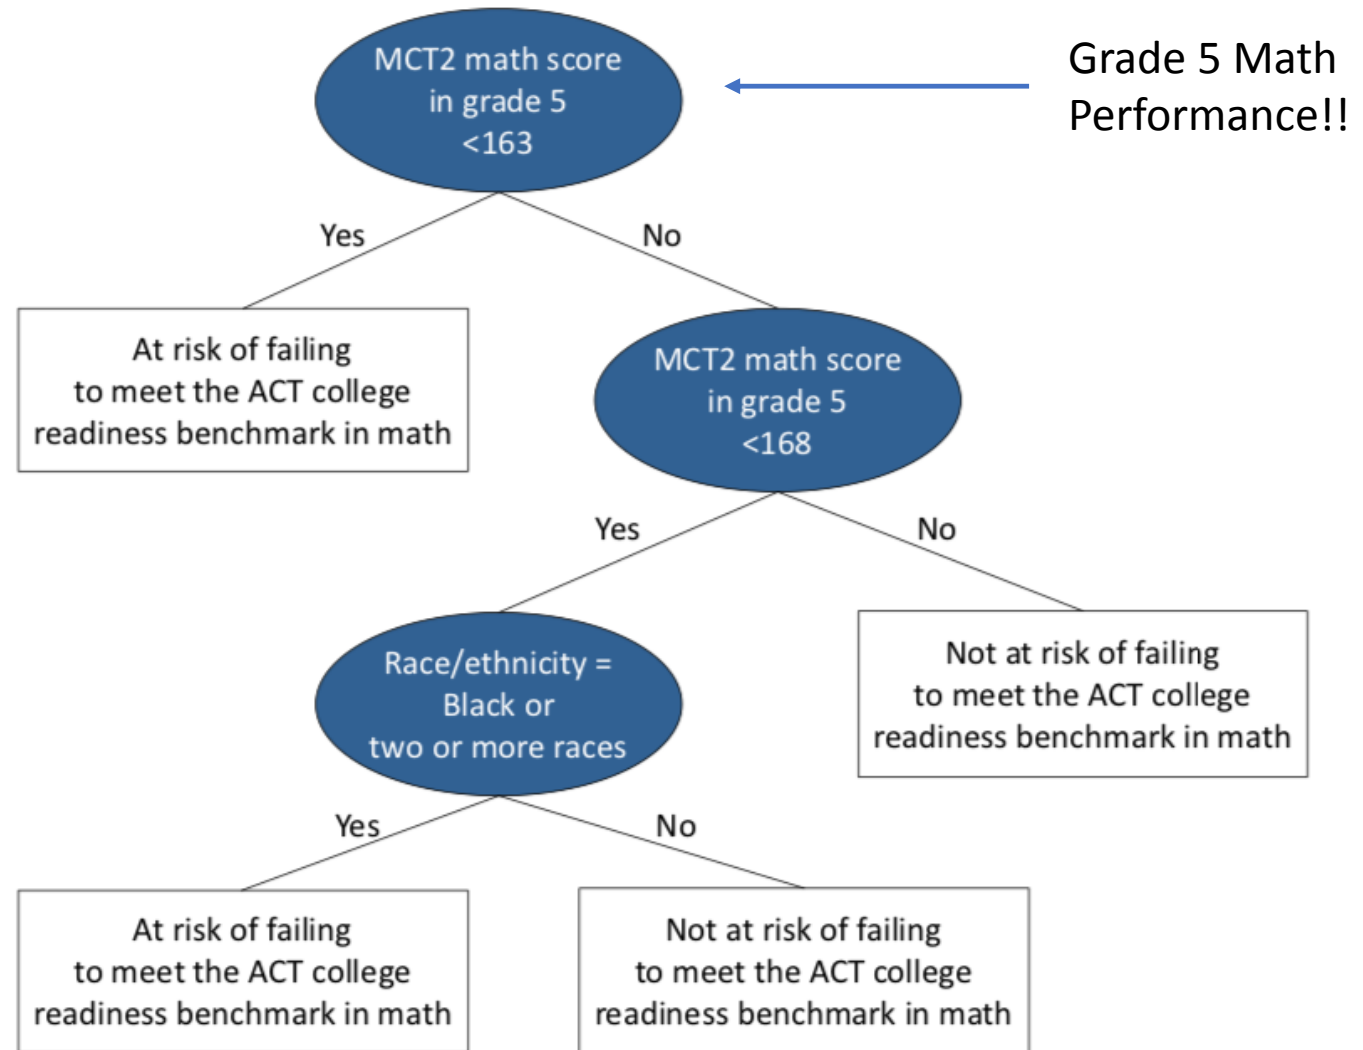 MCT2 math score
in grade 5
<163
Grade 5 Math
Performance!!
Yes
No
At risk of failing
to meet the ACT college
readiness benchmark in math
MCT2 math score
in grade 5
<168
Yes
No
Race/ethnicity =
Black or
two or more races
Not at risk of failing
to meet the ACT college
readiness benchmark in math
Yes
No
At risk of failing
to meet the ACT college
readiness benchmark in math
Not at risk of failing
to meet the ACT college
readiness benchmark in math